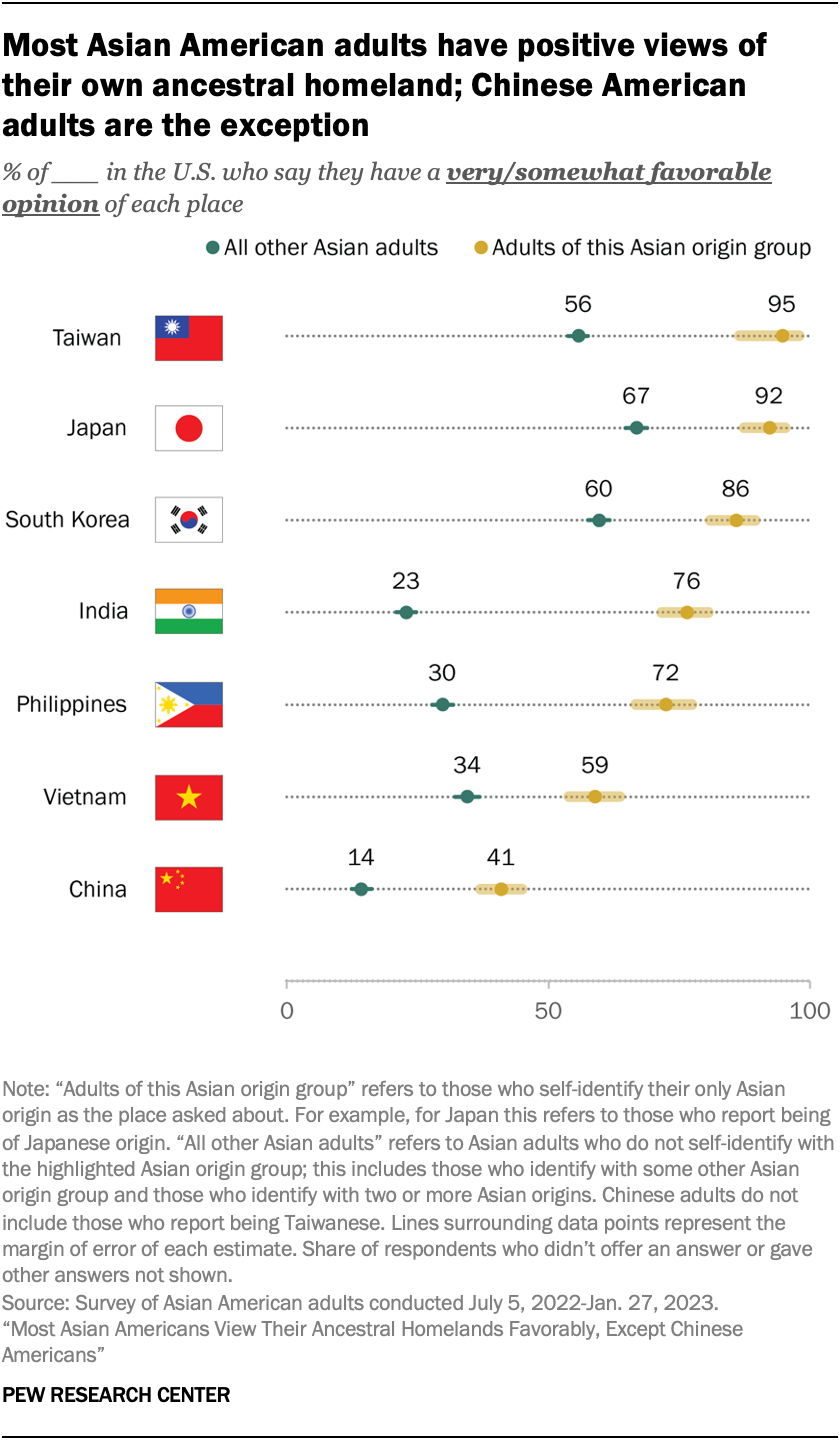 Most Asian American adults have positive views of
their own ancestral homeland; Chinese American
adults are the exception
% of ___ in the U.S. who say they have a very/somewhat favorable
opinion of each place
All other Asian adults Adults of this Asian origin group
56 95
Taiwan
67 92
Japan
60 86
South Korea
23 76
India
30 72
Philippines
34 59
Vietnam
14 41
China
0 50 100
Note: “Adults of this Asian origin group” refers to those who self-identify their only Asian
origin as the place asked about. For example, for Japan this refers to those who report being
of Japanese origin. “All other Asian adults” refers to Asian adults who do not self-identify with
the highlighted Asian origin group; this includes those who identify with some other Asian
origin group and those who identify with two or more Asian origins. Chinese adults do not
include those who report being Taiwanese. Lines surrounding data points represent the
margin of error of each estimate. Share of respondents who didn’t offer an answer or gave
other answers not shown.
Source: Survey of Asian American adults conducted July 5, 2022-Jan. 27, 2023.
“Most Asian Americans View Their Ancestral Homelands Favorably, Except Chinese
Americans”
PEW RESEARCH CENTER